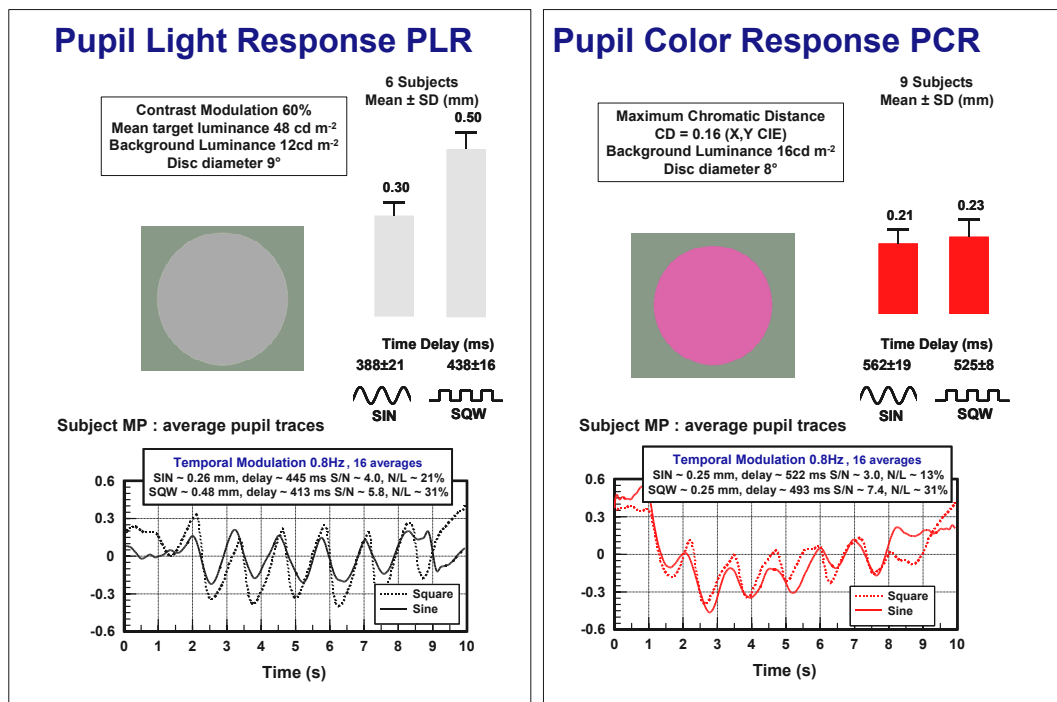 Pupil Light Response PLR
6 Subjects
Mean ± SD (mm)
Contrast Modulation 60%
Mean target luminance 48 cd m-2
Background Luminance 12cd m-2
Disc diameter 9°
0.50
0.30
Time Delay (ms)
388±21 438±16
SIN SQW
Subject MP : average pupil traces
Temporal Modulation 0.8Hz , 16 averages
SIN ~ 0.26 mm, delay ~ 445 ms S/N ~ 4.0, N/L ~ 21%
SQW ~ 0.48 mm, delay ~ 413 ms S/N ~ 5.8, N/L ~ 31%
0.6
0.3
0
-0.3
-0.6
Square
Sine
0 1 2 3 4 5 6 7 8 9 10
Time (s)
Pupil Color Response PCR
9 Subjects
Mean ± SD (mm)
Maximum Chromatic Distance
CD = 0.16 (X,Y CIE)
Background Luminance 16cd m-2
Disc diameter 8°
0.21 0.23
Time Delay (ms)
562±19 525±8
SIN SQW
Subject MP : average pupil traces
Temporal Modulation 0.8Hz , 16 averages
SIN ~ 0.25 mm, delay ~ 522 ms S/N ~ 3.0, N/L ~ 13%
SQW ~ 0.25 mm, delay ~ 493 ms S/N ~ 7.4, N/L ~ 31%
0.6
0.3
0
-0.3
-0.6
Square
Sine
0 1 2 3 4 5 6 7 8 9 10
Time (s)